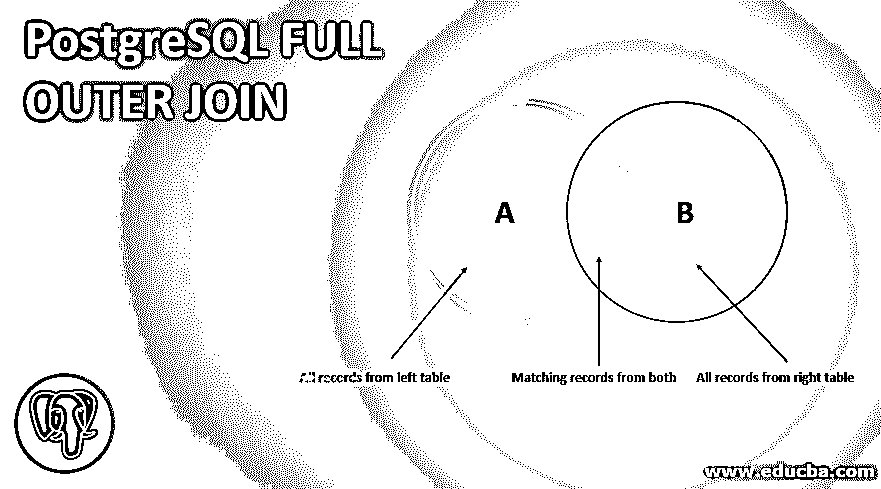 PostgreSQL FULL
OUTER JOIN
A
B
All records from left table
Matching records from both
All records from right table
www.educba.com